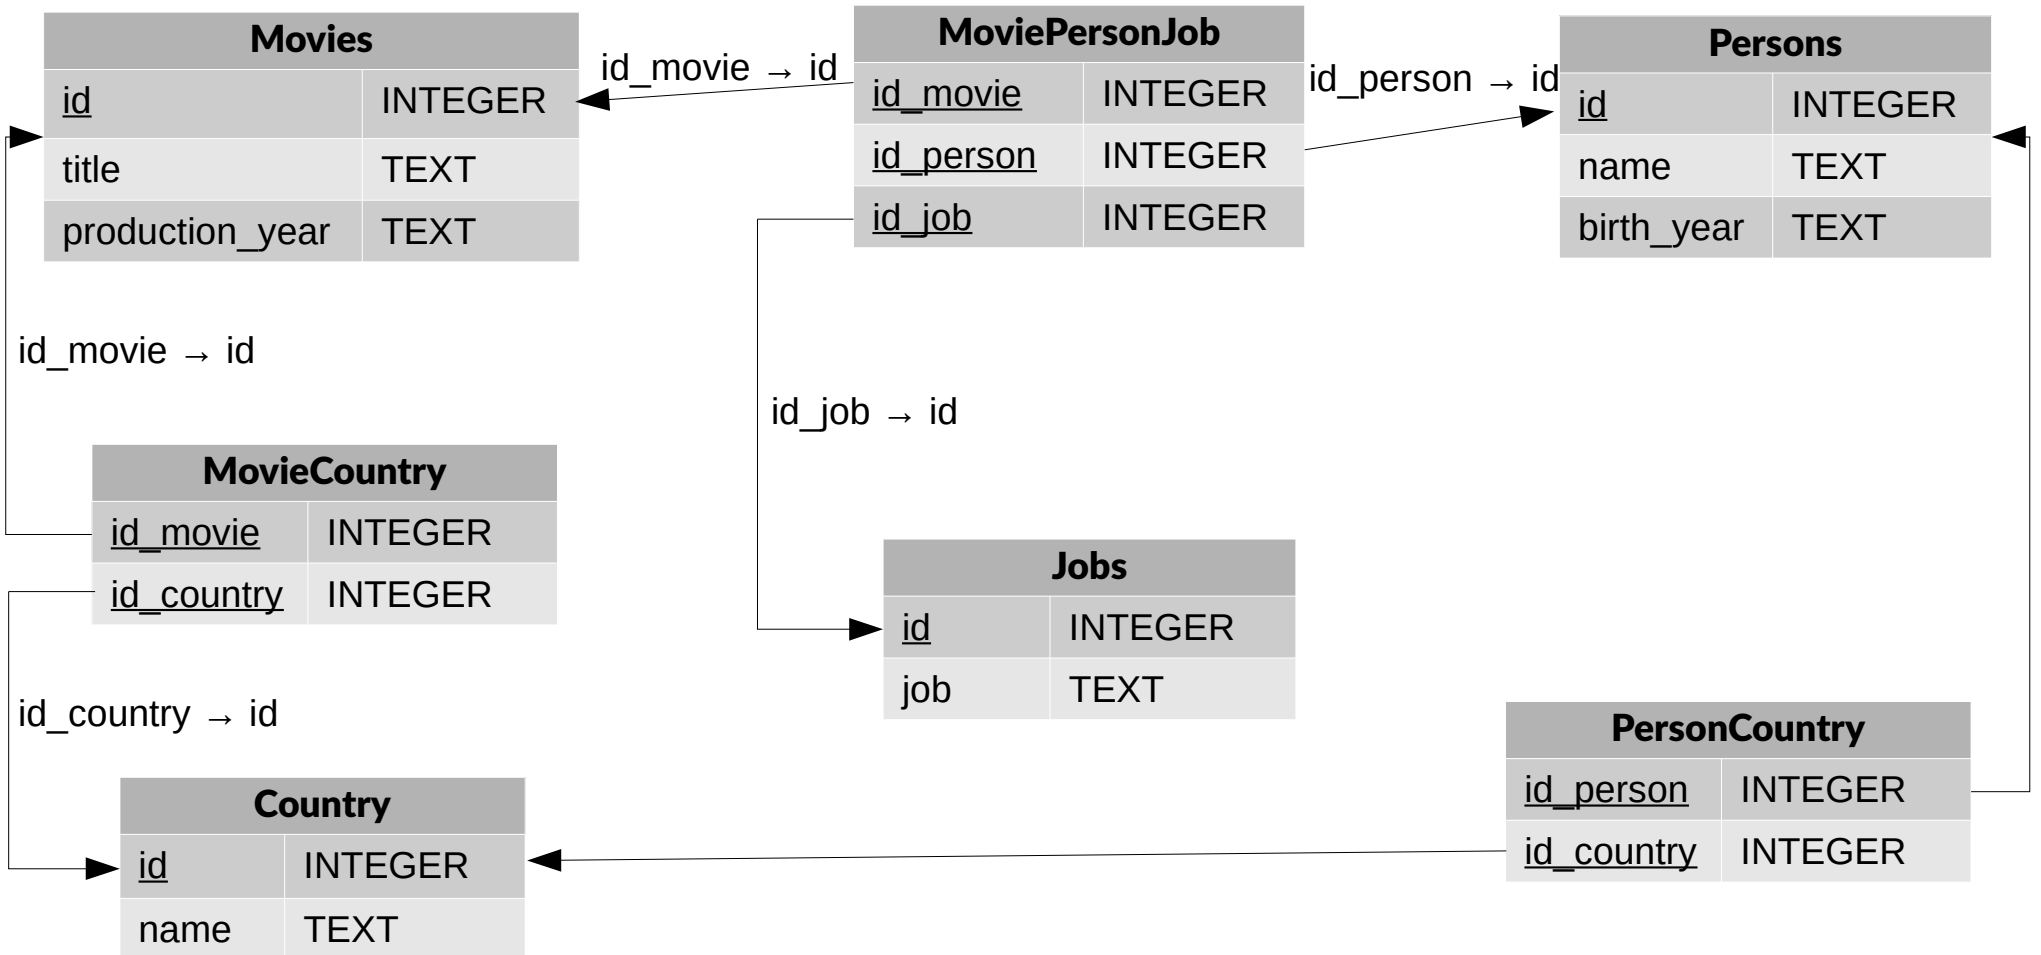 Movies
id INTEGER
title TEXT
production_year TEXT
id_movie → id
MoviePersonJob
id_movie INTEGER
id_person INTEGER
id_job INTEGER
id_person → id
Persons
id INTEGER
name TEXT
birth_year TEXT
id_movie → id
id_job → id
MovieCountry
id_movie INTEGER
id_country INTEGER
Jobs
id INTEGER
job TEXT
id_country → id
PersonCountry
id_person INTEGER
id_country INTEGER
Country
id INTEGER
name TEXT